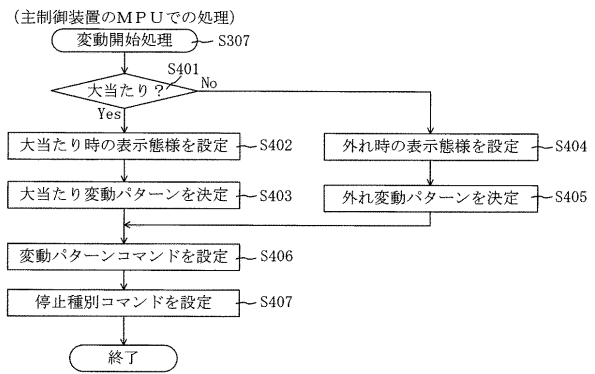 （主制御装置のＭＰＵでの処理）
変動開始処理
S307
S401
大当たり？
No
Yes
大当たり時の表示態様を設定
S402
外れ時の表示態様を設定
S404
大当たり変動パターンを決定
S403
外れ変動パターンを決定
S405
変動パターンコマンドを設定
S406
停止種別コマンドを設定
S407
終了